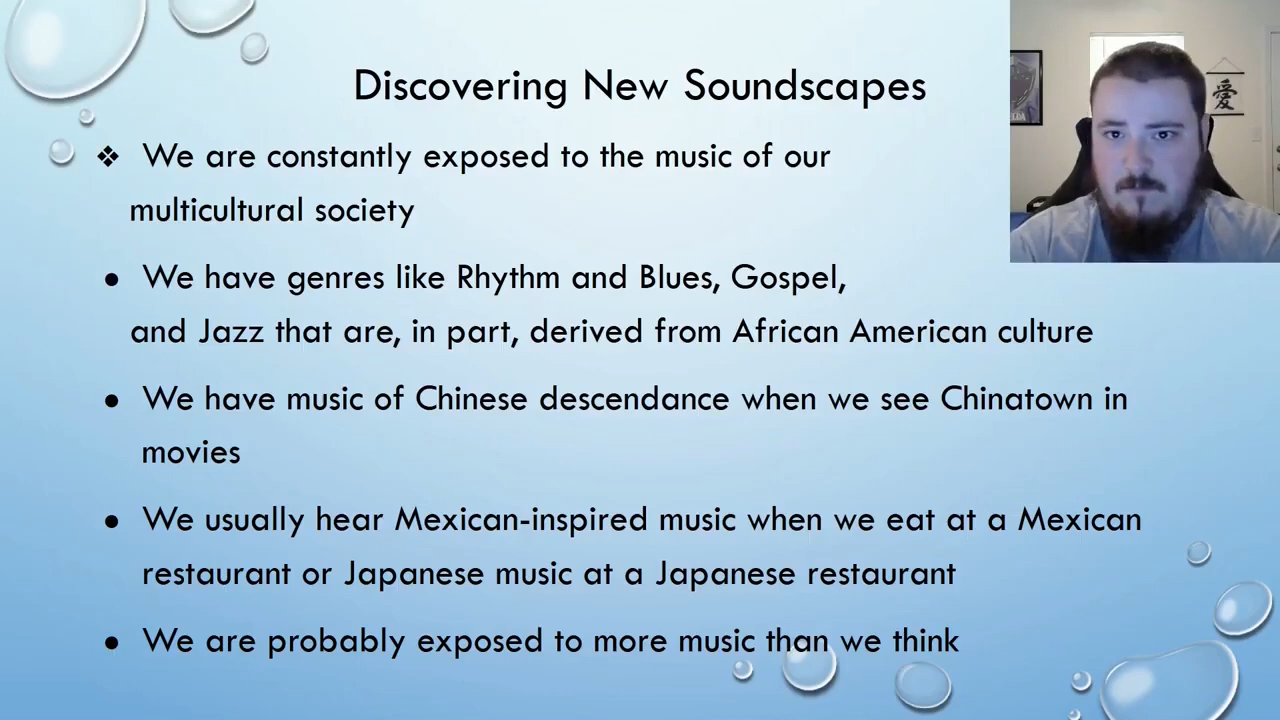 Discovering New Soundscapes
❖ We are constantly exposed to the music of our
multicultural society
• We have genres like Rhythm and Blues, Gospel,
and Jazz that are, in part, derived from African American culture
• We have music of Chinese descendance when we see Chinatown in
movies
• We usually hear Mexican-inspired music when we eat at a Mexican
restaurant or Japanese music at a Japanese restaurant
• We are probably exposed to more music than we think
愛